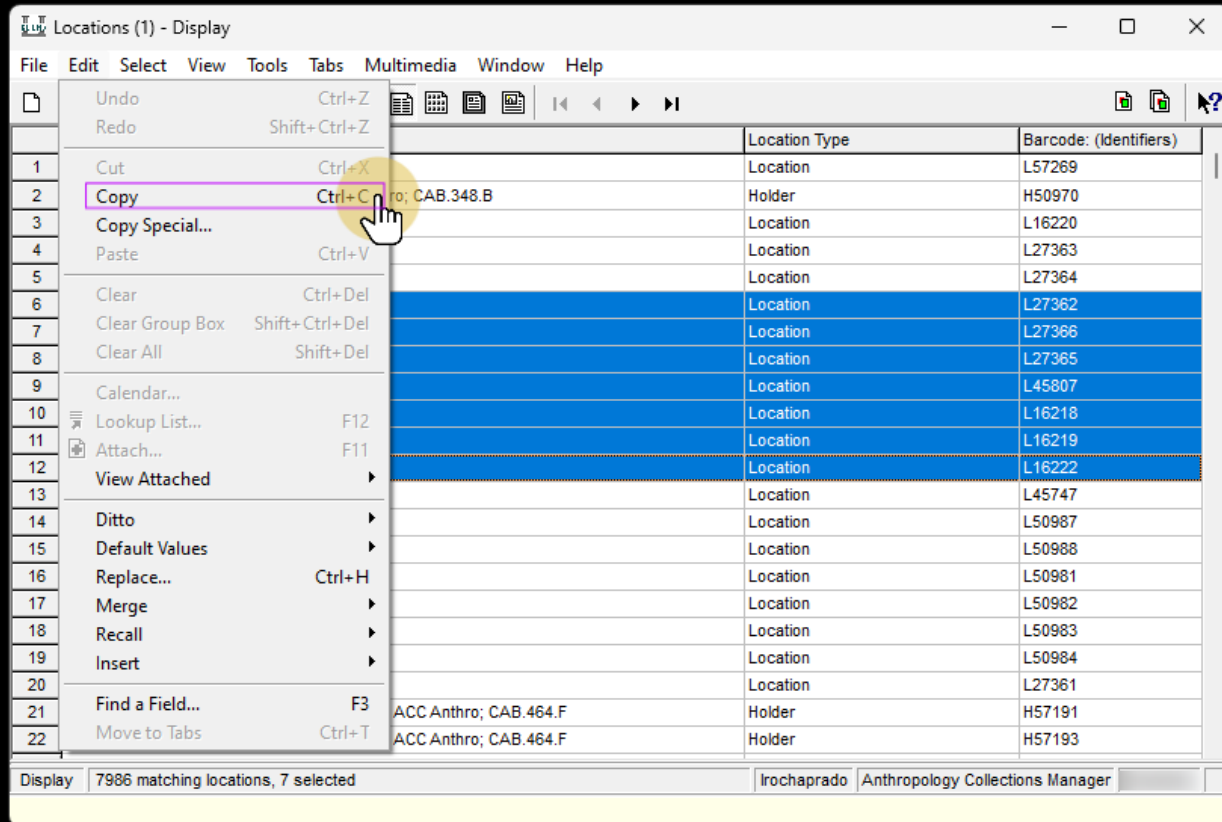 Locations (1) - Display
File Edit Select View Tools Tabs Multimedia Window Help
Undo Ctrl+Z
Redo Shift+Ctrl+Z
Cut Ctrl+X
Copy Ctrl+C
Copy Special...
Paste Ctrl+V
Clear Ctrl+Del
Clear Group Box Shift+Ctrl+Del
Clear All Shift+Del
Calendar...
Lookup List... F12
Attach... F11
View Attached
Ditto
Default Values
Replace... Ctrl+H
Merge
Recall
Insert
Find a Field... F3
Move to Tabs Ctrl+T
Location Type Barcode: (Identifiers)
1 Location L57269
2 ro; CAB.348.B Holder H50970
3 Location L16220
4 Location L27363
5 Location L27364
6 Location L27362
7 Location L27366
8 Location L27365
9 Location L45807
10 Location L16218
11 Location L16219
12 Location L16222
13 Location L45747
14 Location L50987
15 Location L50988
16 Location L50981
17 Location L50982
18 Location L50983
19 Location L50984
20 Location L27361
21 ACC Anthro; CAB.464.F Holder H57191
22 ACC Anthro; CAB.464.F Holder H57193
Display 7986 matching locations, 7 selected lrochaprado Anthropology Collections Manager